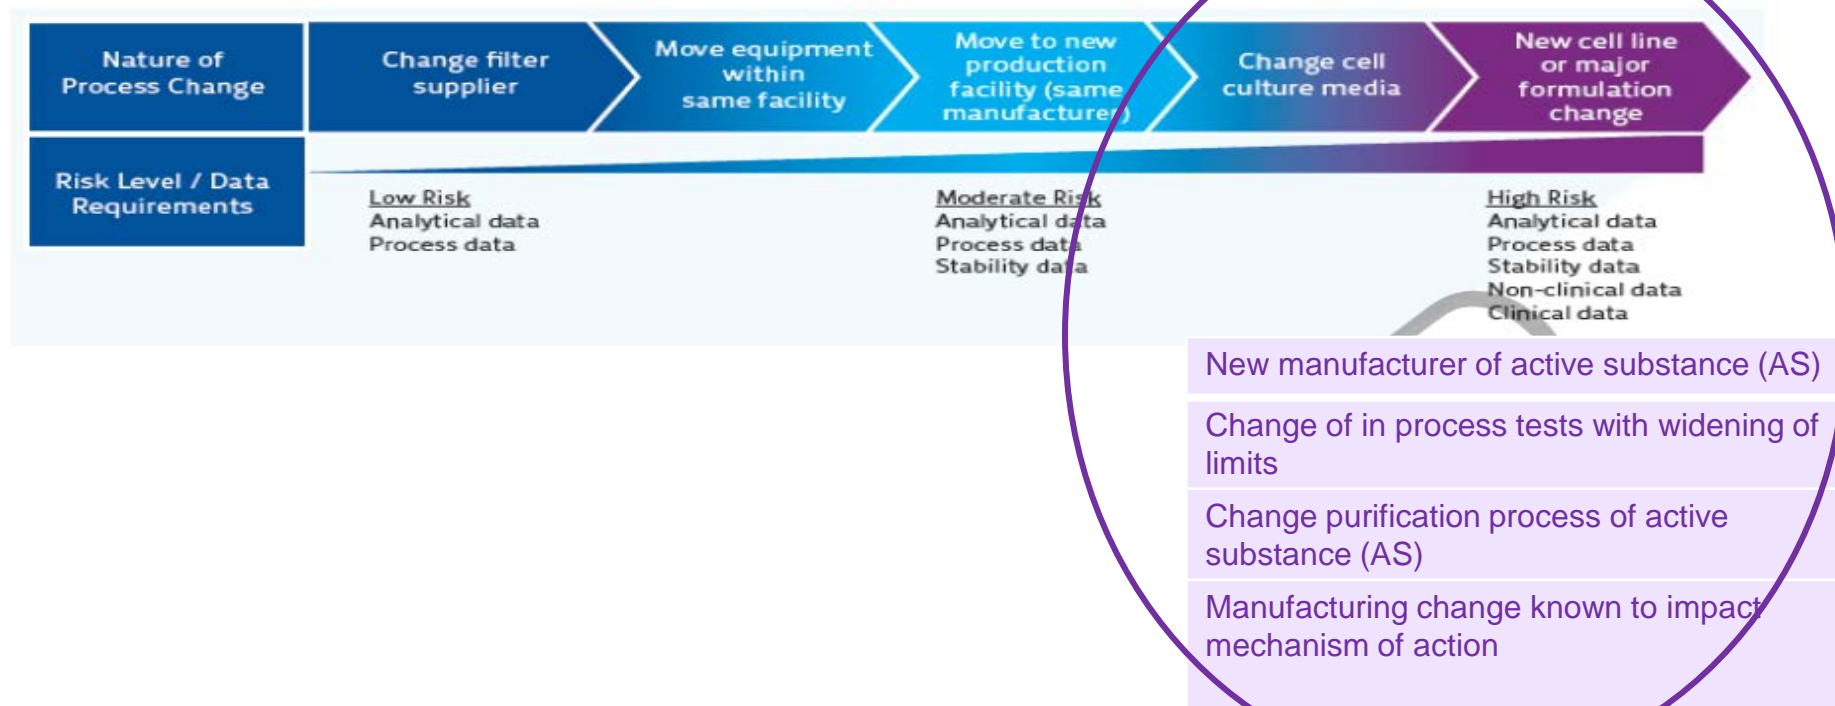 Nature of
Process Change
Change filter
supplier
Move equipment
within
same facility
Move to new
production
facility (same
manufacturer)
Change cell
culture media
New cell line
or major
formulation
change
Risk Level / Data
Requirements
Low Risk
Analytical data
Process data
Moderate Risk
Analytical data
Process data
Stability data
High Risk
Analytical data
Process data
Stability data
Non-clinical data
Clinical data
New manufacturer of active substance (AS)
Change of in process tests with widening of
limits
Change purification process of active
substance (AS)
Manufacturing change known to impact
mechanism of action